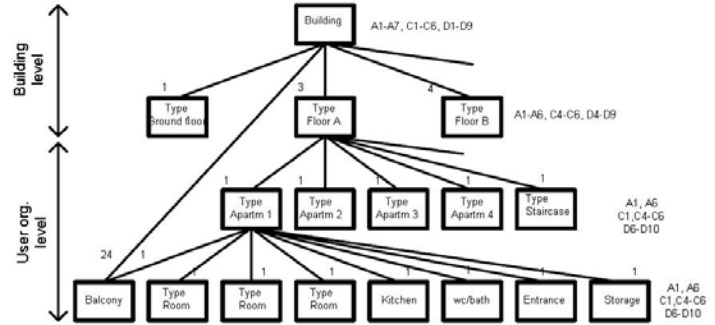 Building
A1-A7, C1-C6, D1-D9
Building
level
1
3
4
Type
Ground floor
Type
Floor A
Type
Floor B
A1-A6, C4-C6, D4-D9
User org.
level
1
1
1
1
1
Type
Apartm 1
Type
Apartm 2
Type
Apartm 3
Type
Apartm 4
Type
Staircase
A1, A6
C1,C4-C6
D6-D10
24
1
1
1
1
1
1
1
1
Balcony
Type
Room
Type
Room
Type
Room
Kitchen
wc/bath
Entrance
Storage
A1, A6
C1,C4-C6
D6-D10